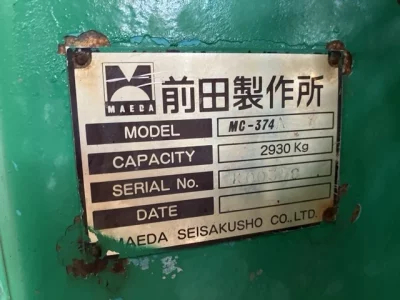 MAEDA
前田製作所
MODEL MC-374
CAPACITY 2930 Kg
SERIAL No.
DATE
MAEDA SEISAKUSHO CO.,LTD.